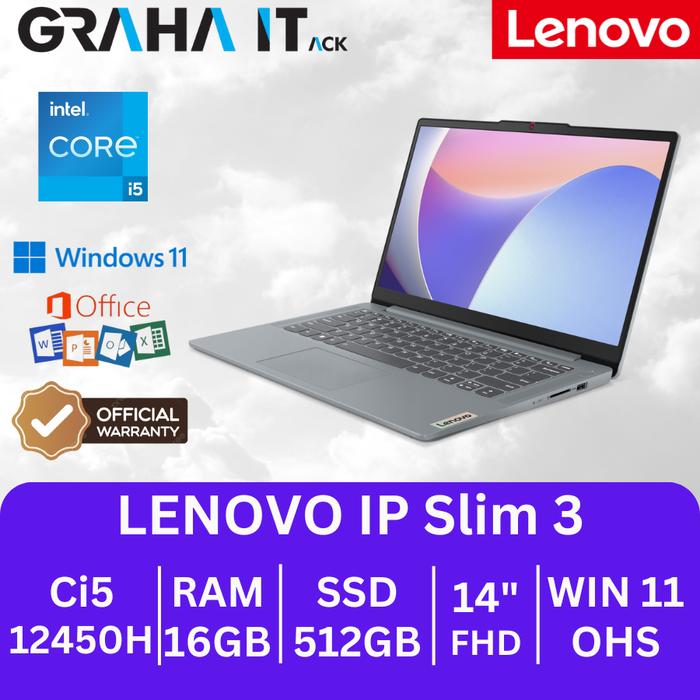 GRAHA IT ACK
Lenovo
intel
CORE
i5
Windows 11
Office
W P O X
OFFICIAL
WARRANTY
Lenovo
LENOVO IP Slim 3
Ci5
12450H
RAM
16GB
SSD
512GB
14"
FHD
WIN 11
OHS